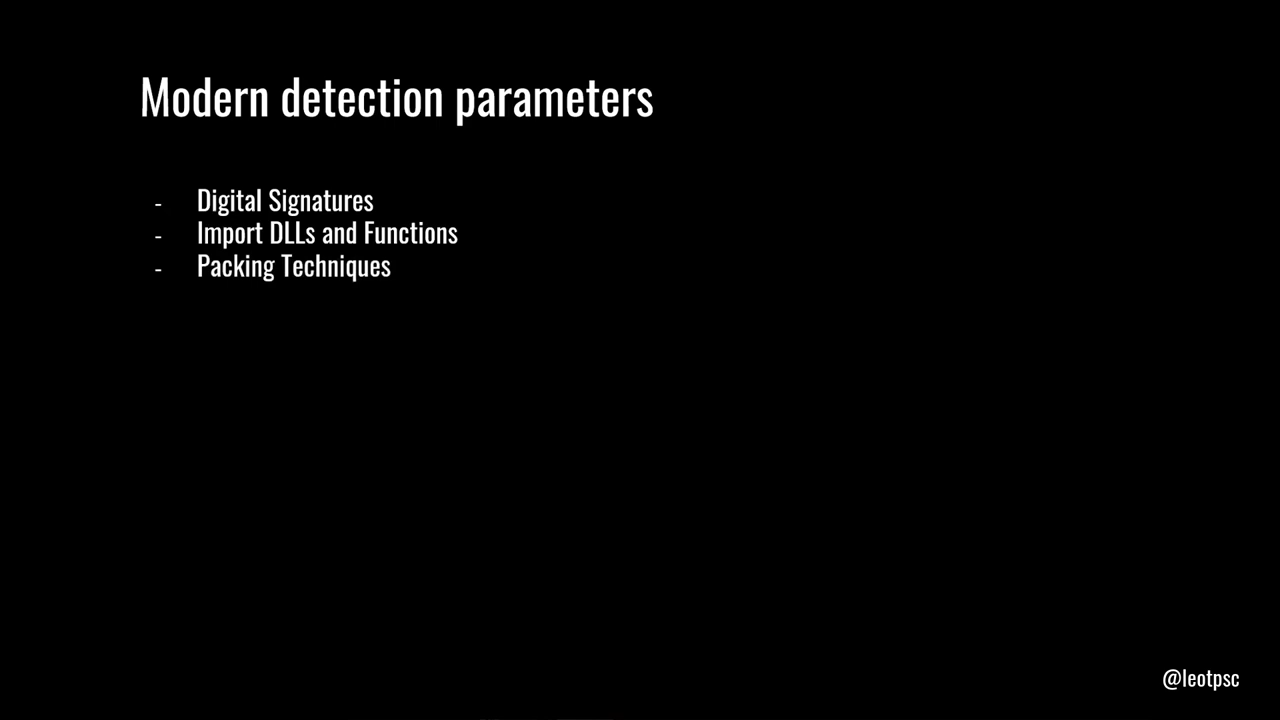 Modern detection parameters
- Digital Signatures
- Import DLLs and Functions
- Packing Techniques
@leotpsc